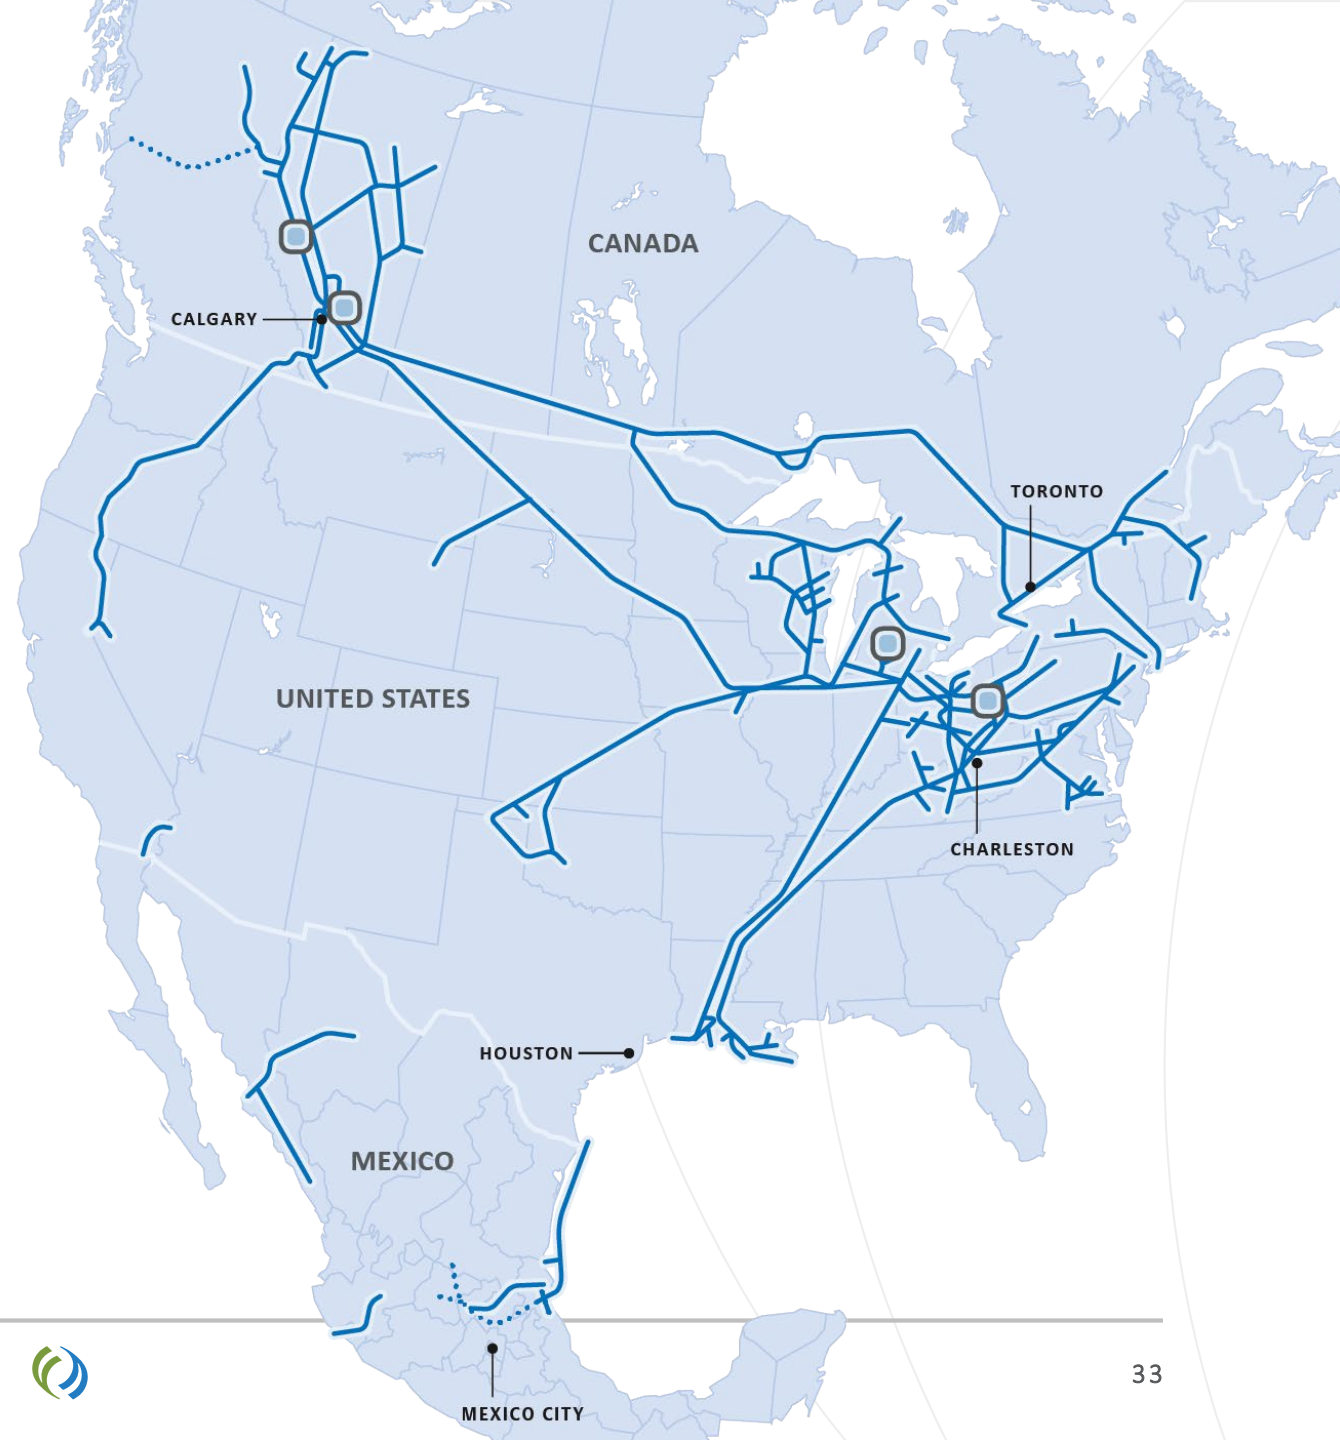 CANADA
CALGARY
TORONTO
UNITED STATES
CHARLESTON
HOUSTON
MEXICO
33
MEXICO CITY